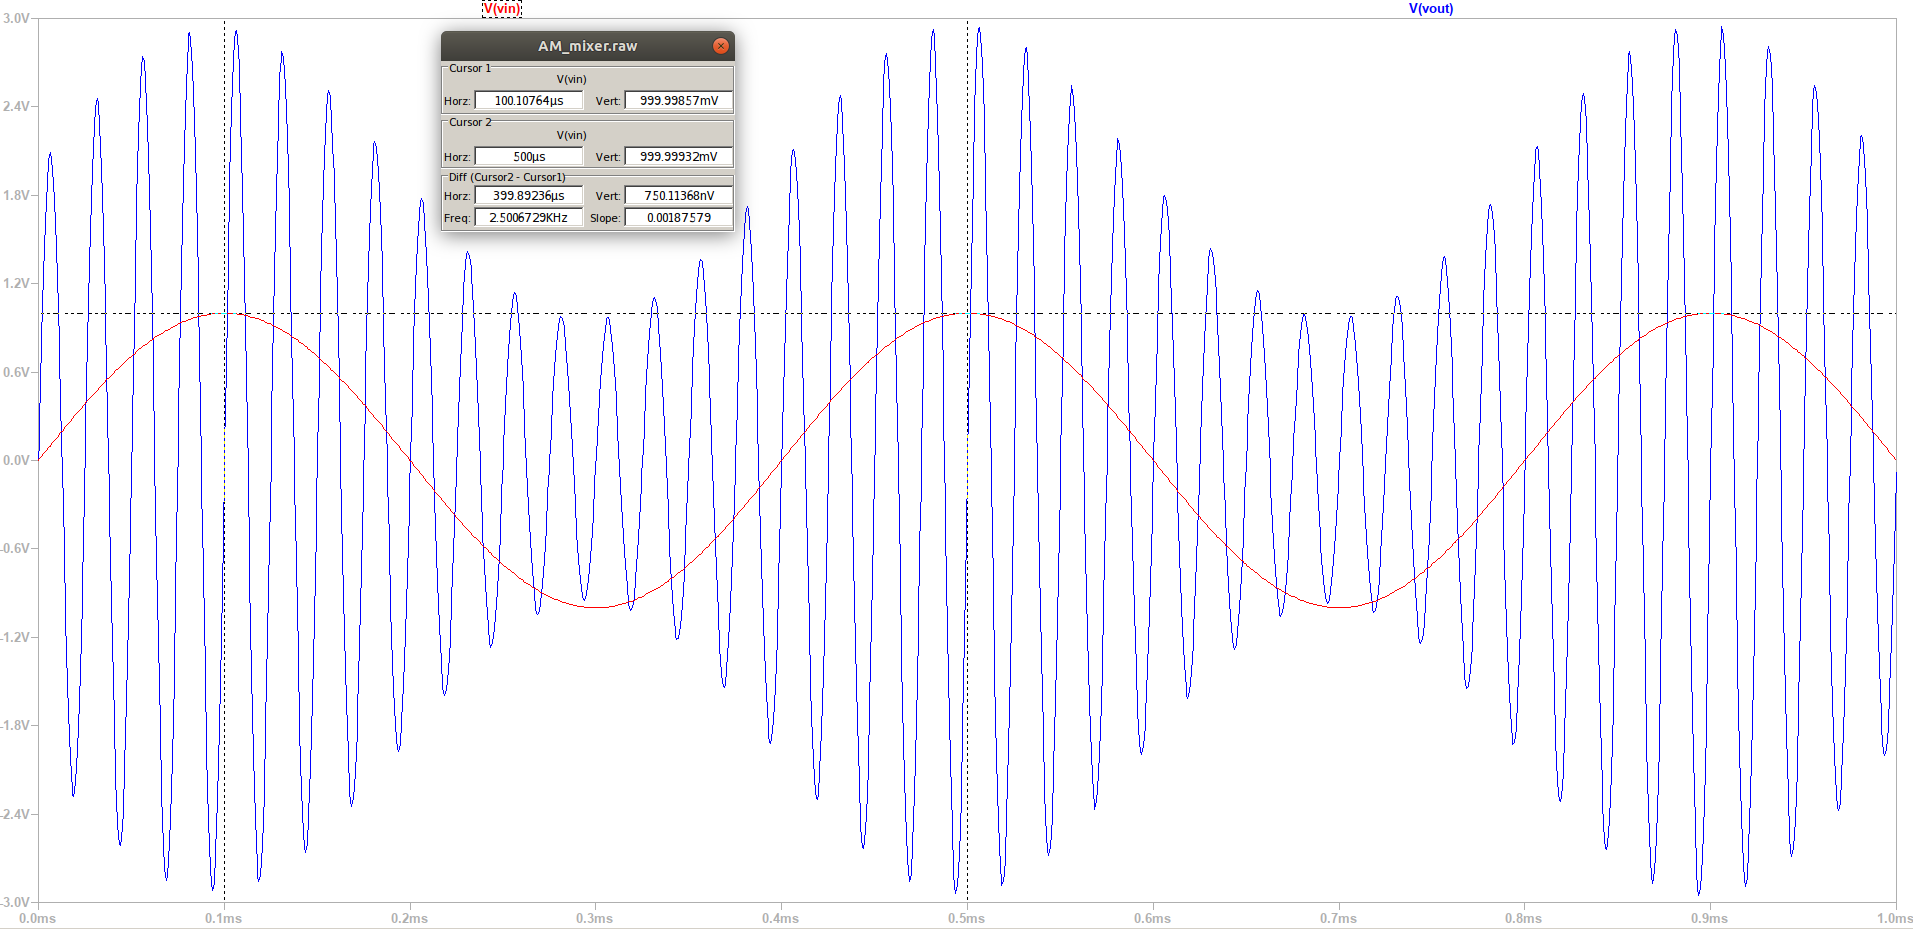 V(vin) V(vout)
3.0V
2.4V
1.8V
1.2V
0.6V
0.0V
-0.6V
-1.2V
-1.8V
-2.4V
-3.0V
AM_mixer.raw
Cursor 1
V(vin)
Horz: 100.10764µs Vert: 999.99857mV
Cursor 2
V(vin)
Horz: 500µs Vert: 999.99932mV
Diff (Cursor2 - Cursor1)
Horz: 399.89236µs Vert: 750.11368nV
Freq: 2.5006729KHz Slope: 0.00187579
0.0ms 0.1ms 0.2ms 0.3ms 0.4ms 0.5ms 0.6ms 0.7ms 0.8ms 0.9ms 1.0ms